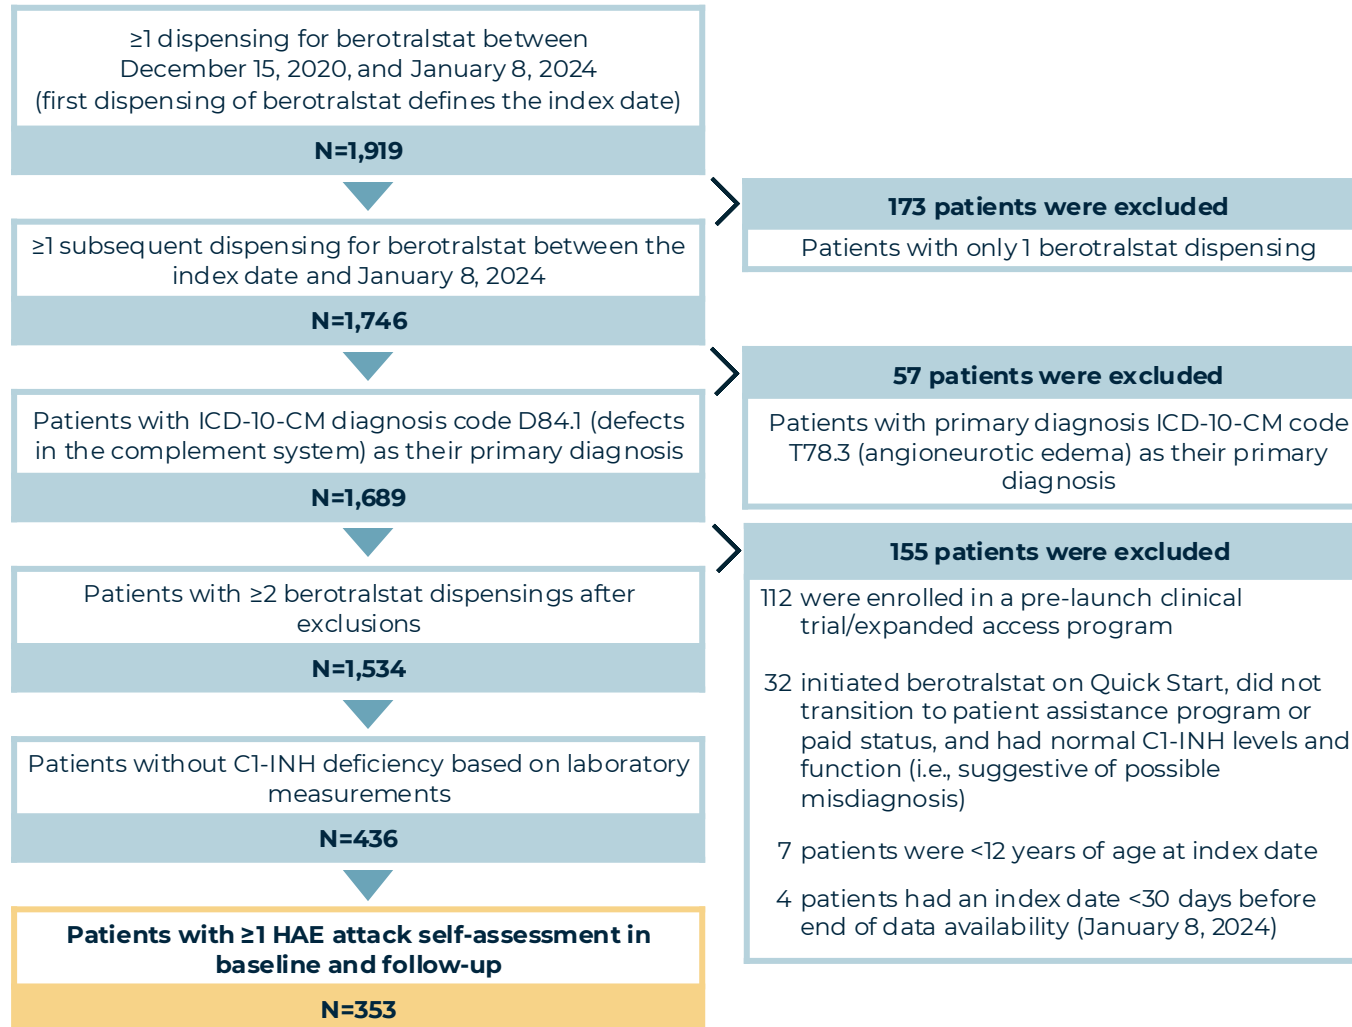 ≥1 dispensing for berotralstat between
December 15, 2020, and January 8, 2024
(first dispensing of berotralstat defines the index date)
N=1,919
173 patients were excluded
Patients with only 1 berotralstat dispensing
≥1 subsequent dispensing for berotralstat between the
index date and January 8, 2024
N=1,746
57 patients were excluded
Patients with primary diagnosis ICD-10-CM code
T78.3 (angioneurotic edema) as their primary
diagnosis
Patients with ICD-10-CM diagnosis code D84.1 (defects
in the complement system) as their primary diagnosis
N=1,689
155 patients were excluded
112 were enrolled in a pre-launch clinical
trial/expanded access program
32 initiated berotralstat on Quick Start, did not
transition to patient assistance program or
paid status, and had normal C1-INH levels and
function (i.e., suggestive of possible
misdiagnosis)
7 patients were <12 years of age at index date
4 patients had an index date <30 days before
end of data availability (January 8, 2024)
Patients with ≥2 berotralstat dispensings after
exclusions
N=1,534
Patients without C1-INH deficiency based on laboratory
measurements
N=436
Patients with ≥1 HAE attack self-assessment in
baseline and follow-up
N=353